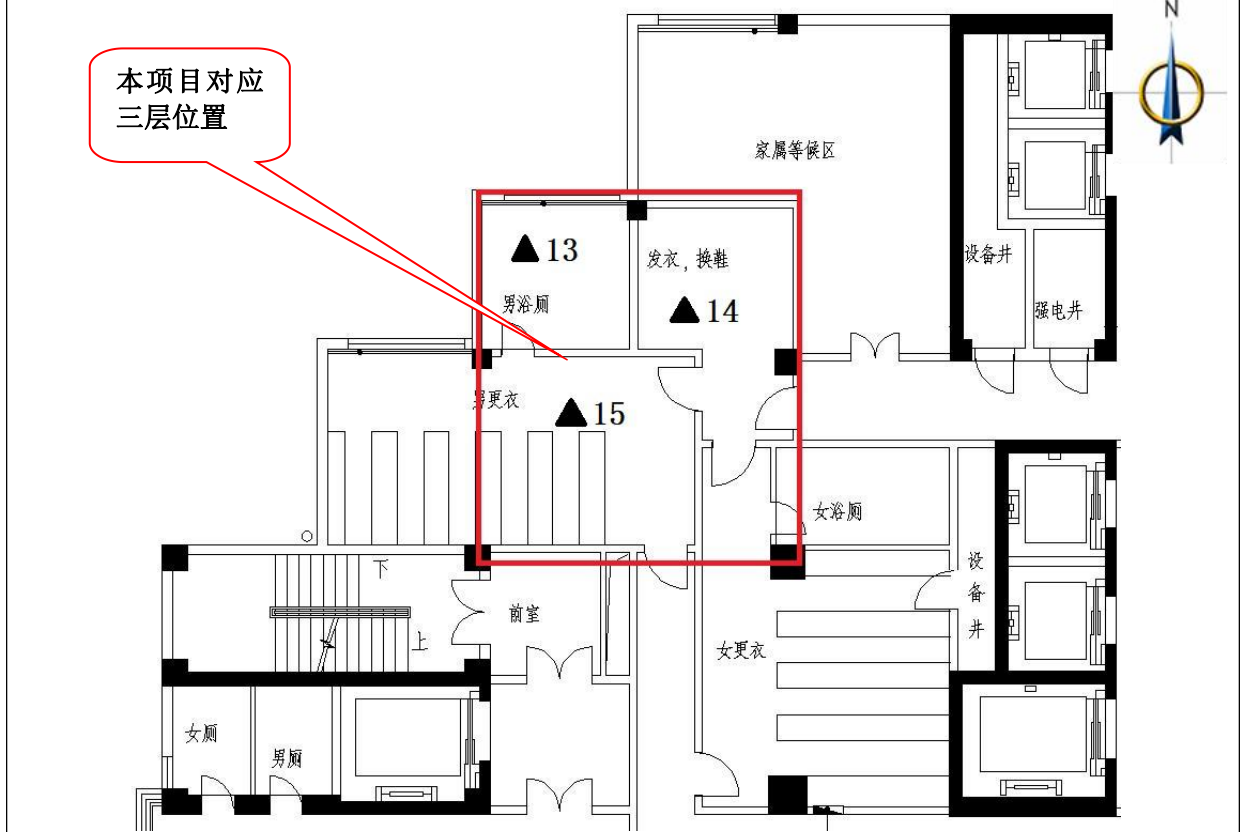 N
本项目对应
三层位置
家属等候区
▲13
发衣，换鞋
设备井
男浴厕
▲14
强电井
男更衣
▲15
女浴厕
下
设备井
前室
上
女更衣
女厕
男厕